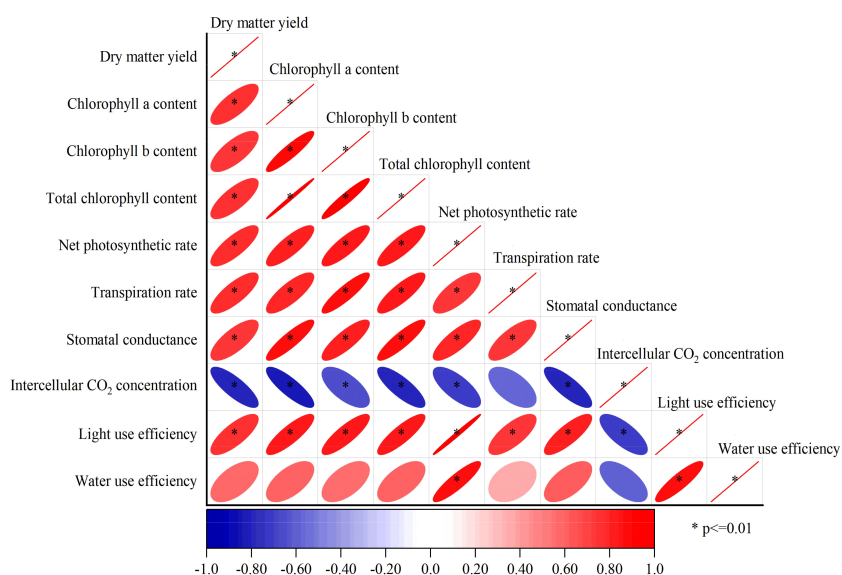 Dry matter yield
Dry matter yield
*
Chlorophyll a content
Chlorophyll a content
* *
Chlorophyll b content
Chlorophyll b content
* * *
Total chlorophyll content
Total chlorophyll content
* * * *
Net photosynthetic rate
Net photosynthetic rate
* * * * *
Transpiration rate
Transpiration rate
* * * * * *
Stomatal conductance
Stomatal conductance
* * * * * * *
Intercellular CO₂ concentration
Intercellular CO₂ concentration
* * * * * * *
Light use efficiency
Light use efficiency
* * * * * * * * *
Water use efficiency
Water use efficiency
* * *
* p<=0.01
-1.0 -0.80 -0.60 -0.40 -0.20 0.0 0.20 0.40 0.60 0.80 1.0